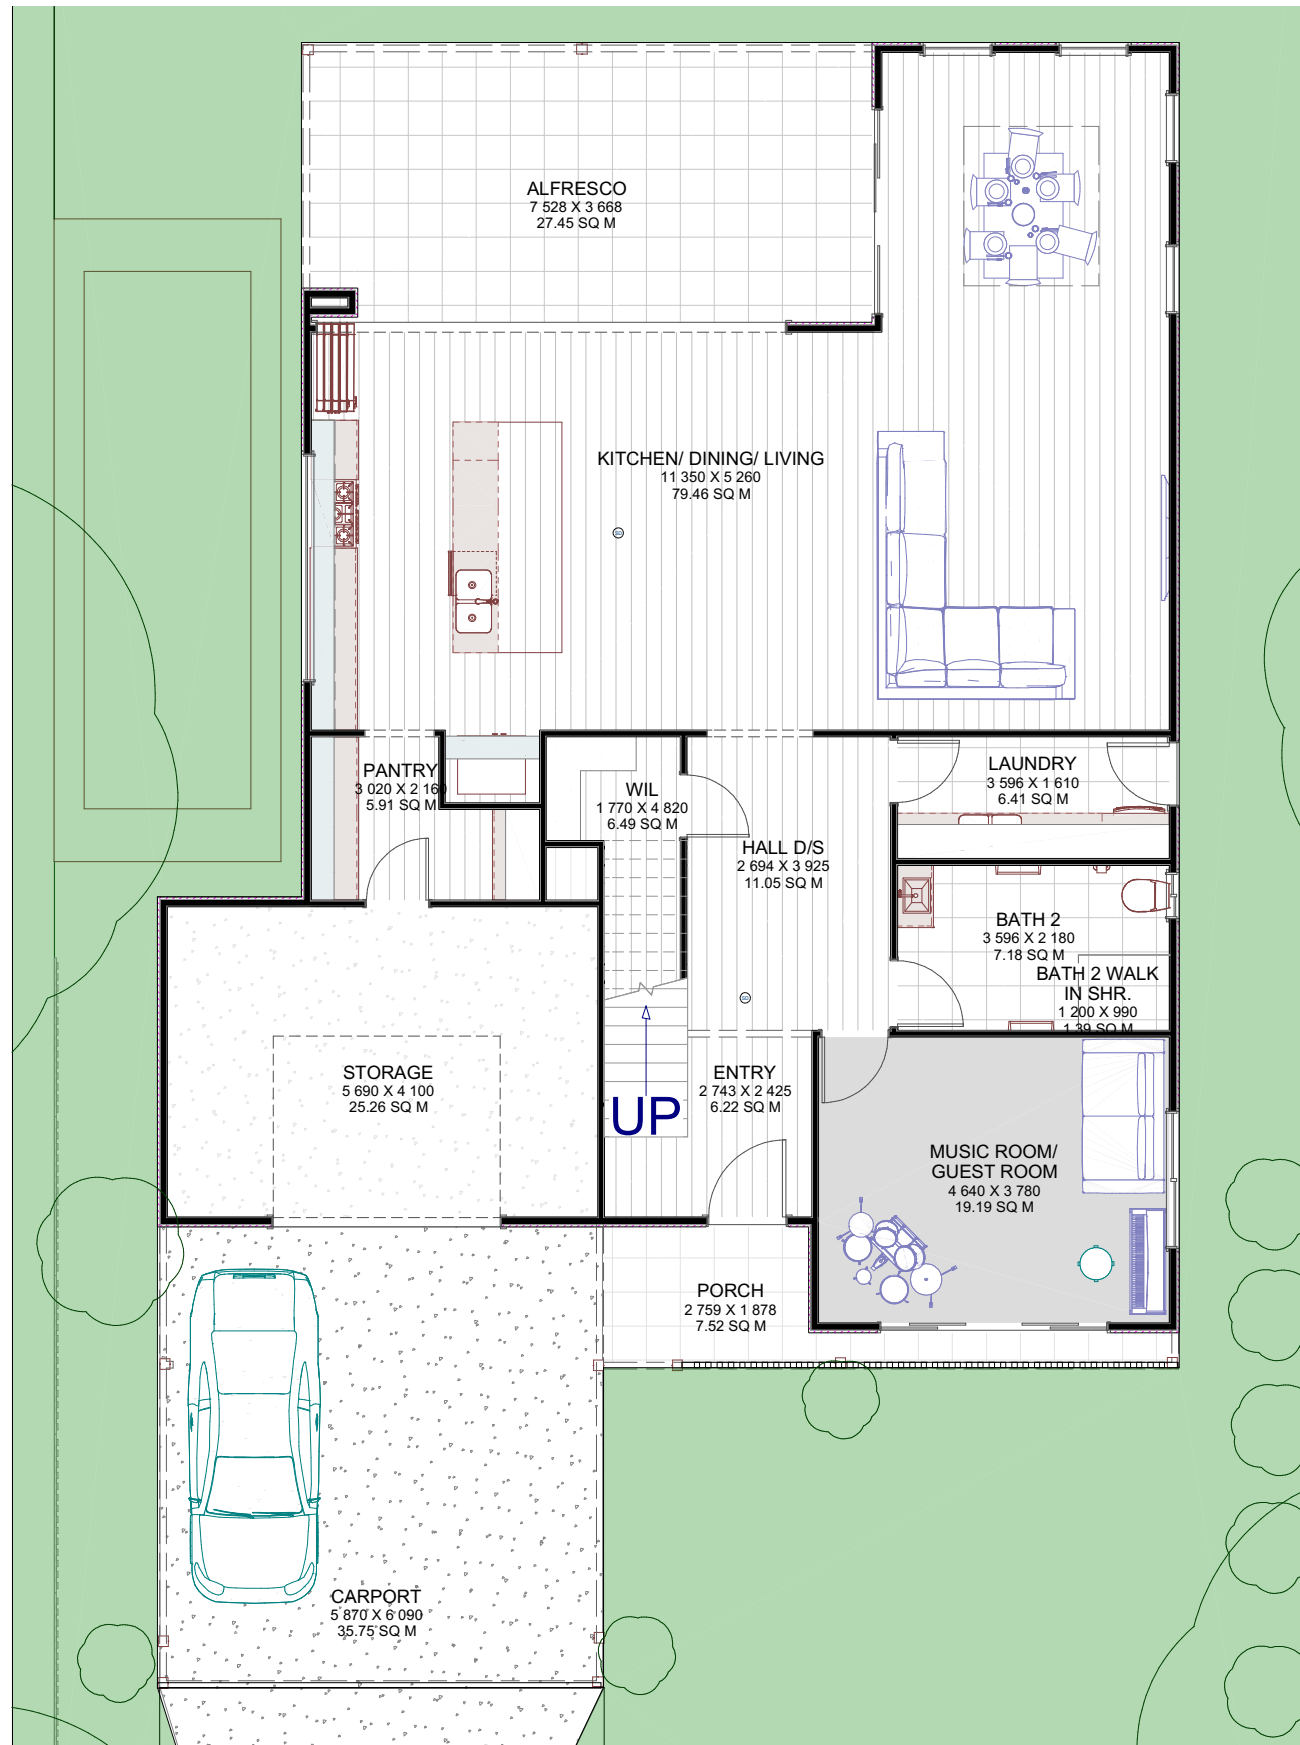 ALFRESCO
7 528 X 3 668
27.45 SQ M
KITCHEN/ DINING/ LIVING
11 350 X 5 260
79.46 SQ M
PANTRY
3 020 X 2 160
5.91 SQ M
WIL
1 770 X 4 820
6.49 SQ M
LAUNDRY
3 596 X 1 610
6.41 SQ M
HALL D/S
2 694 X 3 925
11.05 SQ M
BATH 2
3 596 X 2 180
7.18 SQ M
BATH 2 WALK
IN SHR.
1 200 X 990
1.39 SQ M
STORAGE
5 690 X 4 100
25.26 SQ M
ENTRY
2 743 X 2 425
6.22 SQ M
UP
MUSIC ROOM/
GUEST ROOM
4 640 X 3 780
19.19 SQ M
PORCH
2 759 X 1 878
7.52 SQ M
CARPORT
5 870 X 6 090
35.75 SQ M